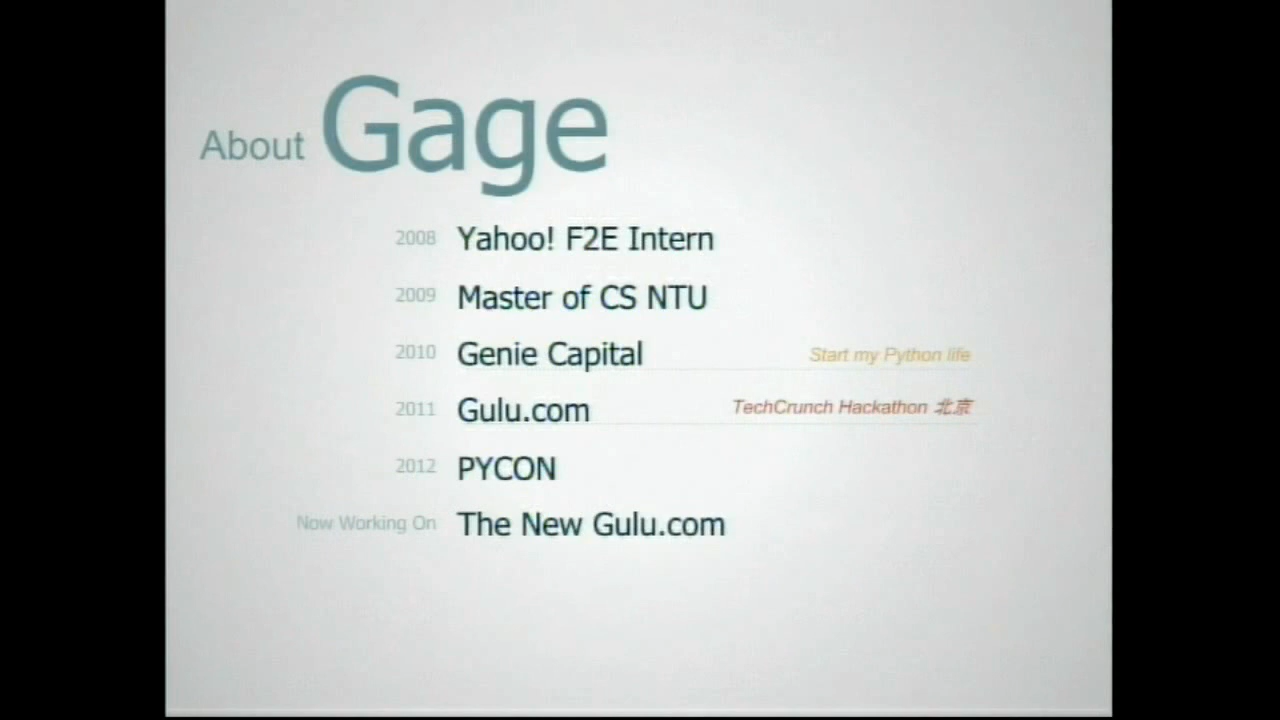 About Gage
2008 Yahoo! F2E Intern
2009 Master of CS NTU
2010 Genie Capital Start my Python life
2011 Gulu.com TechCrunch Hackathon 北京
2012 PYCON
Now Working On The New Gulu.com